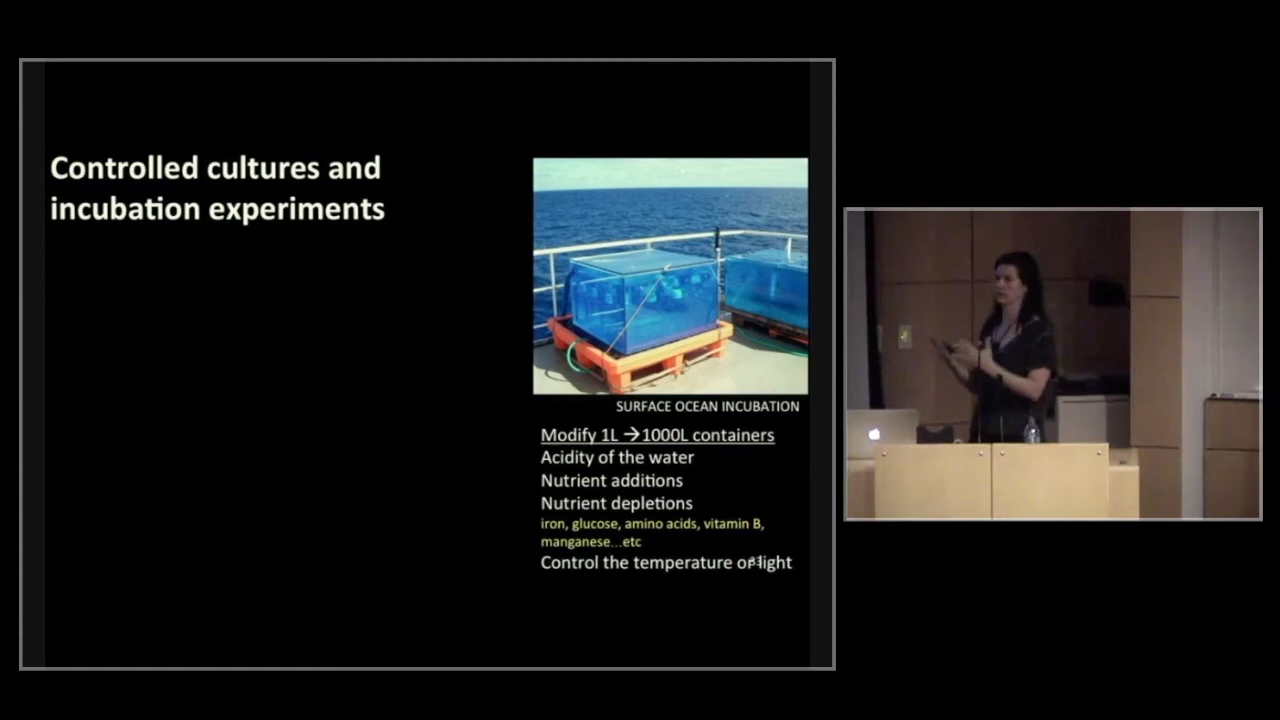 Controlled cultures and
incubation experiments
SURFACE OCEAN INCUBATION
Modify 1L →1000L containers
Acidity of the water
Nutrient additions
Nutrient depletions
iron, glucose, amino acids, vitamin B,
manganese...etc
Control the temperature or light